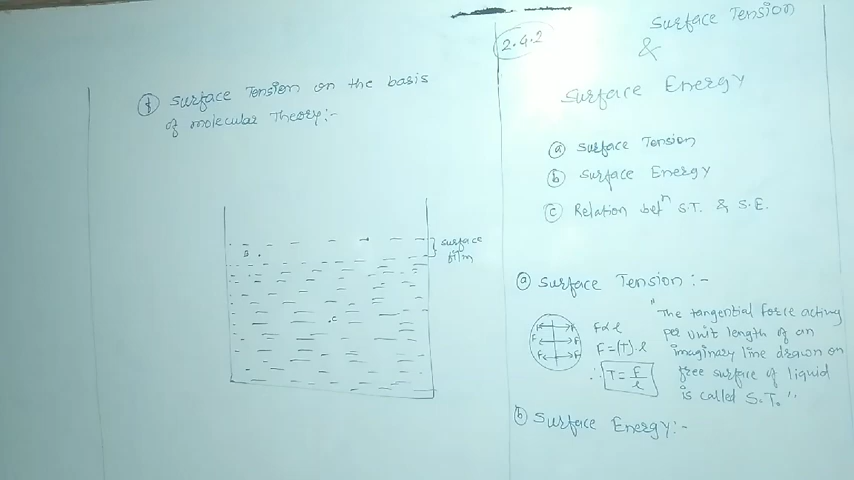 $ Surface Tension on the basis
of molecular Theory:-
B
C
surface
film
2.4.2
Surface Tension
&
Surface Energy
a Surface Tension
b Surface Energy
c Relation betⁿ S.T. & S.E.
a Surface Tension :-
F F
F F
F F
F ∝ l
F = (T) · l
∴ T = F/l
"The tangential force acting
per unit length of an
imaginary line drawn on
free surface of liquid
is called S.T."
b Surface Energy:-